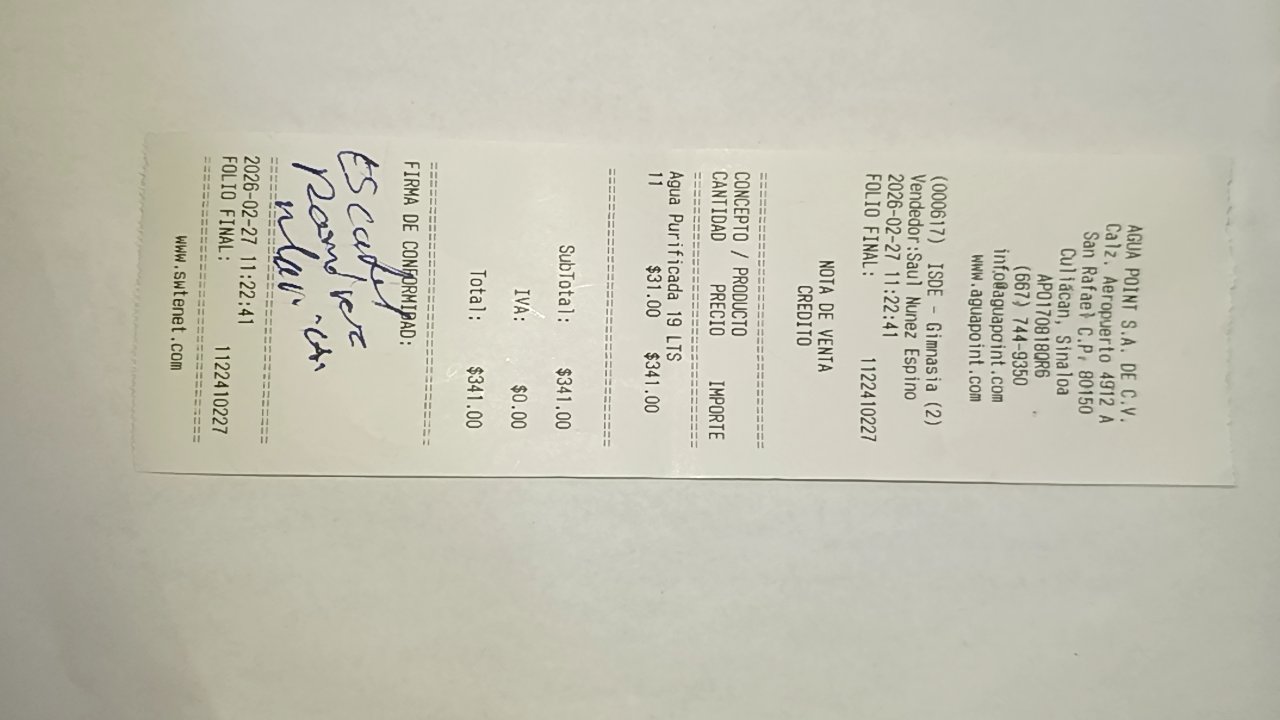 AGUA POINT S.A. DE C.V.
Calz. Aeropuerto 4912 A
San Rafael C.P. 80150
Culiacan, Sinaloa
APO170818QR6
(667) 744-9350
info@aguapoint.com
www.aguapoint.com
(000617) ISDE - Gimnasia (2)
Vendedor:Saul Nunez Espino
2026-02-27 11:22:41
FOLIO FINAL: 1122410227
NOTA DE VENTA
CREDITO
==============================
CONCEPTO / PRODUCTO
CANTIDAD PRECIO IMPORTE
==============================
Agua Purificada 19 LTS
11 $31.00 $341.00
==============================
SubTotal: $341.00
IVA: $0.00
Total: $341.00
==============================
FIRMA DE CONFORMIDAD:
==============================
2026-02-27 11:22:41
FOLIO FINAL: 1122410227
==============================
www.swtenet.com